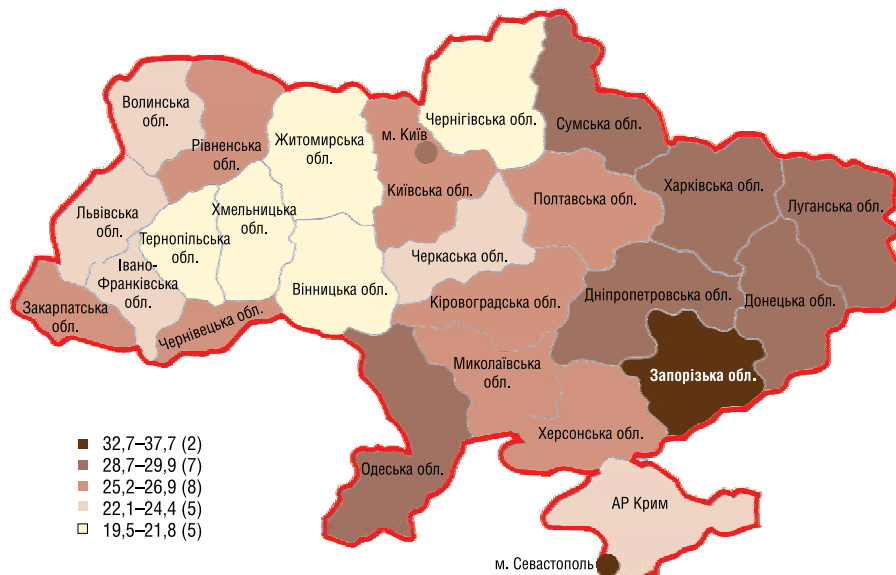 Волинська
обл.
Рівненська
обл.
Житомирська
обл.
м. Київ
Чернігівська обл.
Сумська обл.
Київська обл.
Полтавська обл.
Харківська обл.
Луганська обл.
Львівська
обл.
Тернопільська
обл.
Хмельницька
обл.
Івано-
Франківська
обл.
Закарпатська
обл.
Чернівецька обл.
Вінницька обл.
Черкаська обл.
Кіровоградська обл.
Дніпропетровська обл.
Донецька обл.
Миколаївська
обл.
Запорізька обл.
Херсонська обл.
Одеська обл.
АР Крим
м. Севастополь
32,7–37,7 (2)
28,7–29,9 (7)
25,2–26,9 (8)
22,1–24,4 (5)
19,5–21,8 (5)